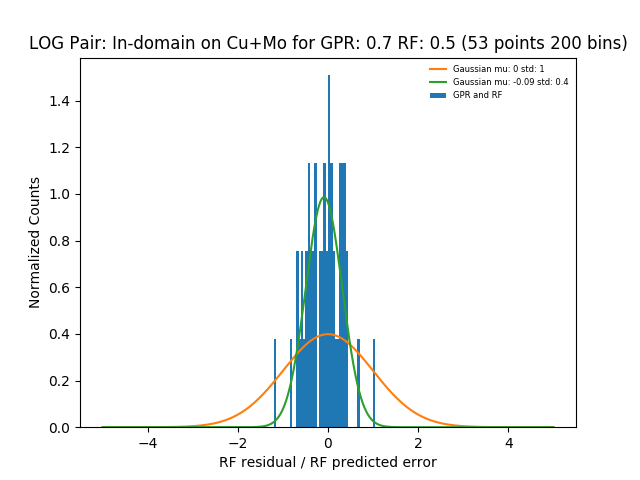 LOG Pair: In-domain on Cu+Mo for GPR: 0.7 RF: 0.5 (53 points 200 bins)
Gaussian mu: 0 std: 1
Gaussian mu: -0.09 std: 0.4
GPR and RF
Normalized Counts
1.4
1.2
1.0
0.8
0.6
0.4
0.2
0.0
−4
−2
0
2
4
RF residual / RF predicted error